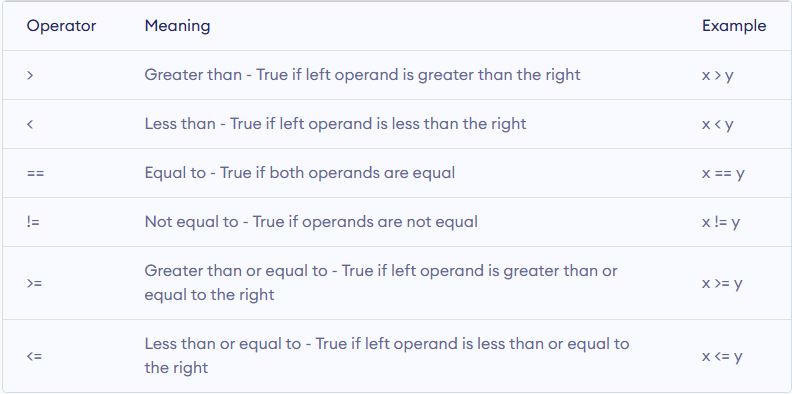 Operator Meaning Example
> Greater than - True if left operand is greater than the right x > y
< Less than - True if left operand is less than the right x < y
== Equal to - True if both operands are equal x == y
!= Not equal to - True if operands are not equal x != y
>= Greater than or equal to - True if left operand is greater than or
equal to the right x >= y
<= Less than or equal to - True if left operand is less than or equal to
the right x <= y